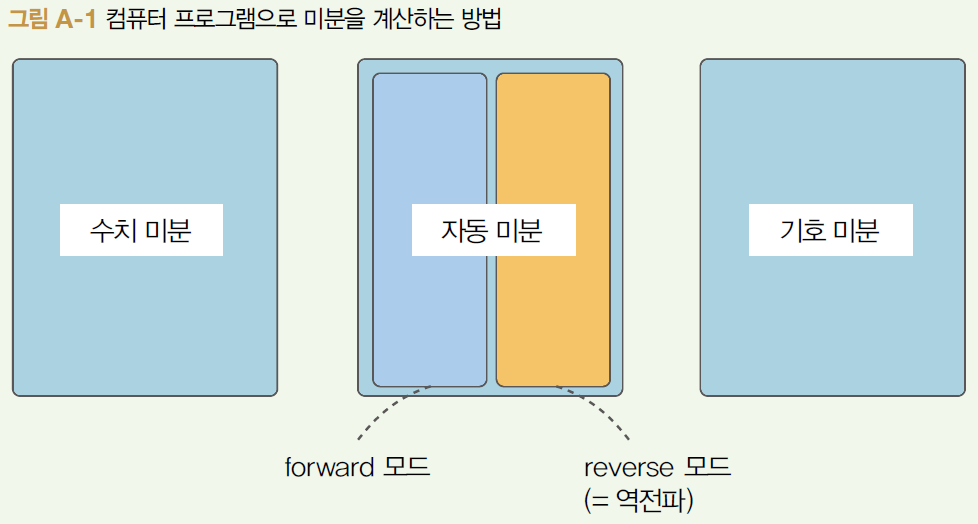 그림 A-1 컴퓨터 프로그램으로 미분을 계산하는 방법
수치 미분
자동 미분
기호 미분
forward 모드
reverse 모드
(= 역전파)